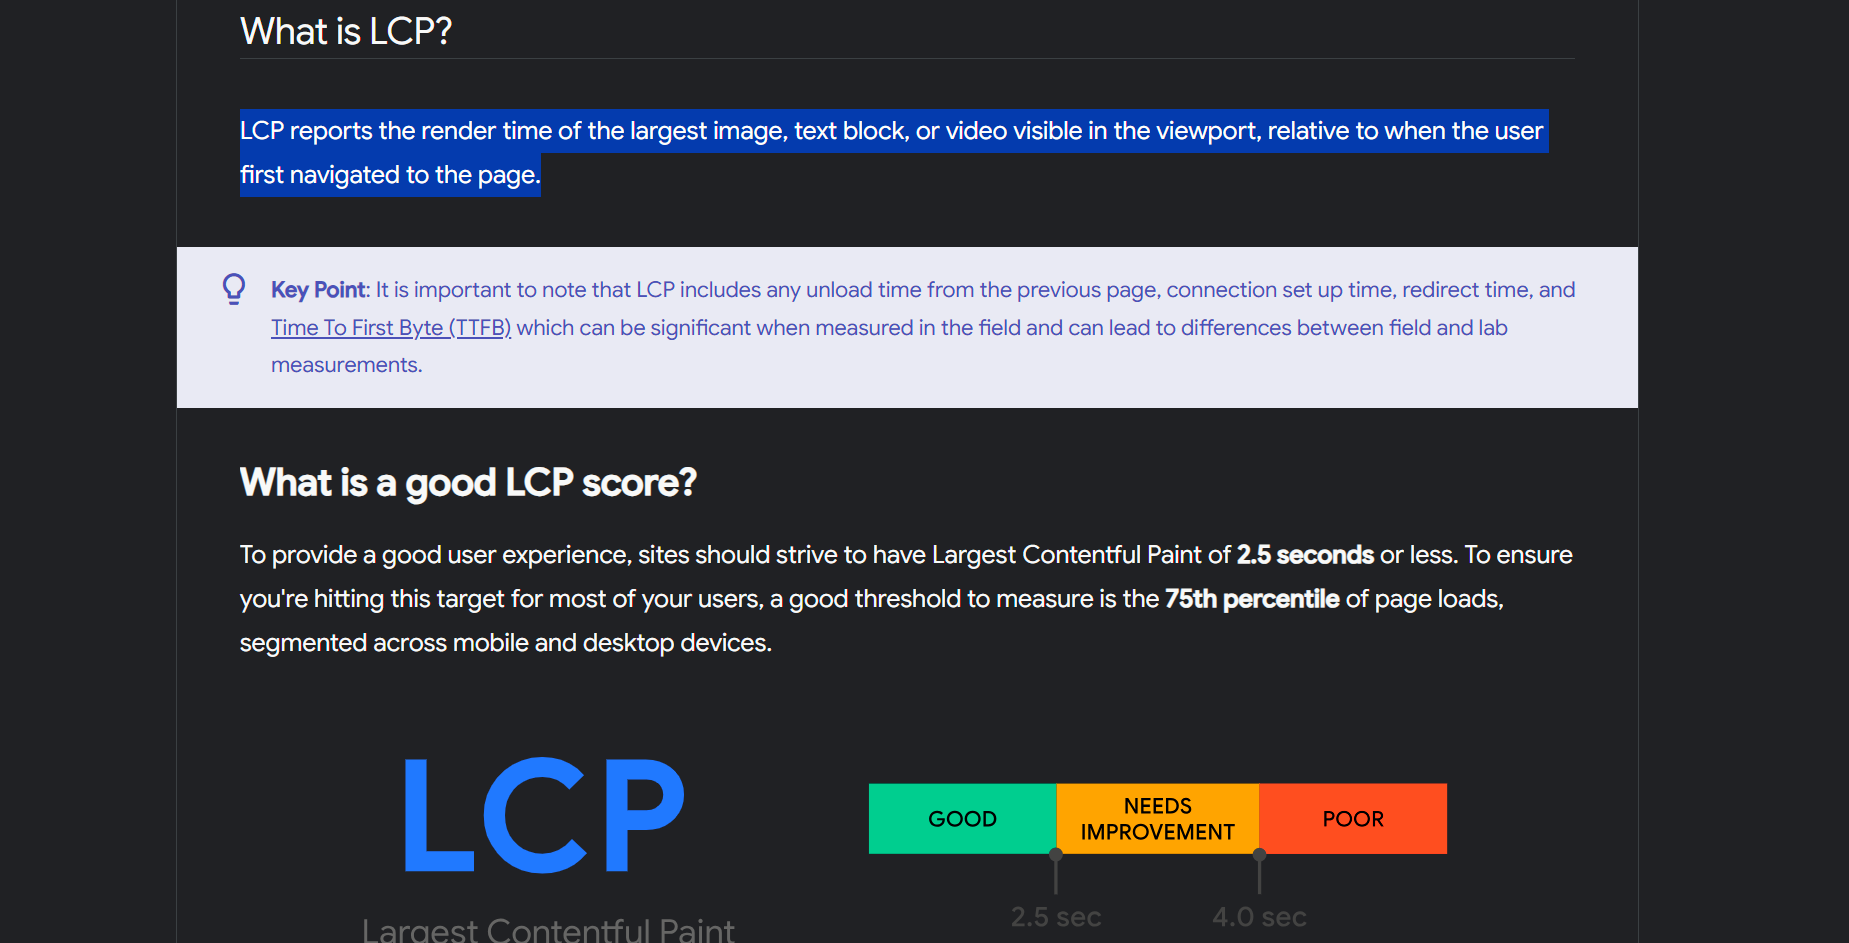 What is LCP?
LCP reports the render time of the largest image, text block, or video visible in the viewport, relative to when the user
first navigated to the page.
Key Point: It is important to note that LCP includes any unload time from the previous page, connection set up time, redirect time, and
Time To First Byte (TTFB) which can be significant when measured in the field and can lead to differences between field and lab
measurements.
What is a good LCP score?
To provide a good user experience, sites should strive to have Largest Contentful Paint of 2.5 seconds or less. To ensure
you're hitting this target for most of your users, a good threshold to measure is the 75th percentile of page loads,
segmented across mobile and desktop devices.
LCP
Largest Contentful Paint
GOOD
NEEDS
IMPROVEMENT
POOR
2.5 sec
4.0 sec